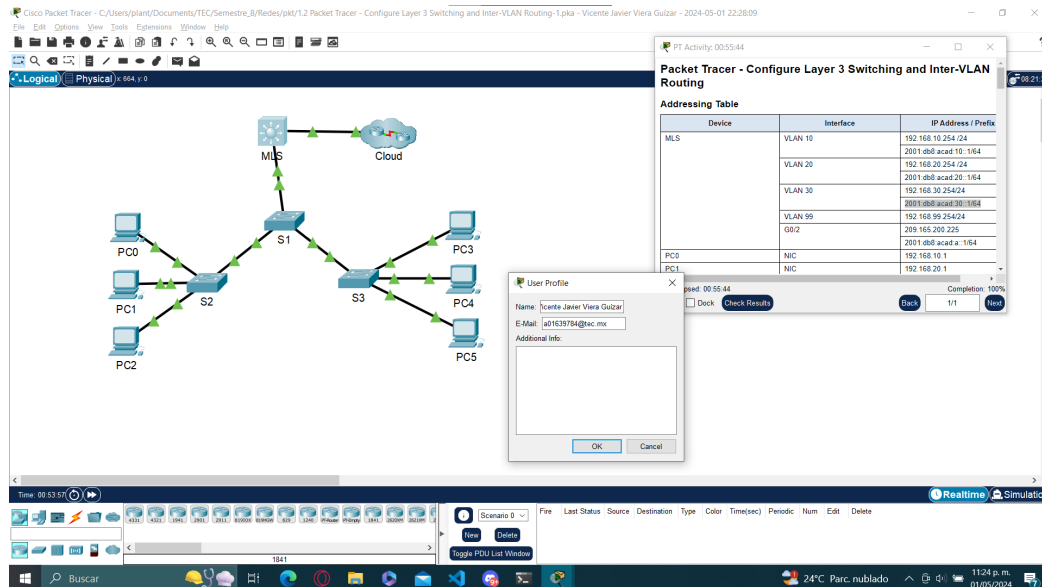 Cisco Packet Tracer - C:/Users/plant/Documents/TEC/Semestre_8/Redes/pkt/1.2 Packet Tracer - Configure Layer 3 Switching and Inter-VLAN Routing-1.pka - Vicente Javier Viera Guízar - 2024-05-01 22:28:09
File Edit Options View Tools Extensions Window Help
Logical Physical x: 664, y: 0
08:21:
MLS
Cloud
S1
PC0
PC3
PC1
S2
S3
PC4
PC2
PC5
PT Activity: 00:55:44
Packet Tracer - Configure Layer 3 Switching and Inter-VLAN
Routing
Addressing Table
Device Interface IP Address / Prefix
MLS VLAN 10 192.168.10.254 /24
2001:db8:acad:10::1/64
VLAN 20 192.168.20.254 /24
2001:db8:acad:20::1/64
VLAN 30 192.168.30.254/24
2001:db8:acad:30::1/64
VLAN 99 192.168.99.254/24
G0/2 209.165.200.225
2001:db8:acad:a::1/64
PC0 NIC 192.168.10.1
PC1 NIC 192.168.20.1
psed: 00:55:44 Completion: 100%
Dock Check Results Back 1/1 Next
User Profile
Name: Vicente Javier Viera Guízar
E-Mail: a01639784@tec.mx
Additional Info:
OK Cancel
Time: 00:53:57
Realtime Simulatic
4331 4321 1941 2901 2911 819IOX 819HGW 829 1240 PT-Router PT-Empty 1841 2620XM 2621XM
1841
Scenario 0
New Delete
Toggle PDU List Window
Fire Last Status Source Destination Type Color Time(sec) Periodic Num Edit Delete
Buscar
24°C Parc. nublado
11:24 p. m.
01/05/2024